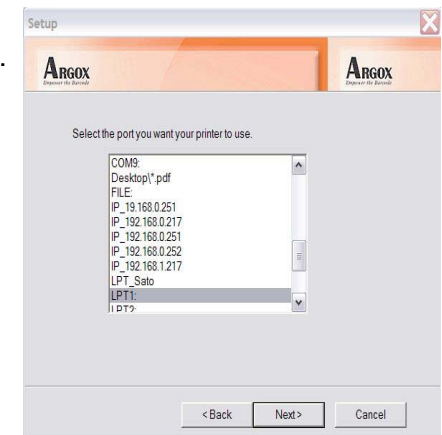 Setup
.
ARGOX
ARGOX
Select the port you want your printer to use.
COM9:
Desktop\*.pdf
FILE:
IP_19.168.0.251
IP_192.168.0.217
IP_192.168.0.251
IP_192.168.0.252
IP_192.168.1.217
LPT_Sato
LPT1:
LPT2:
< Back Next > Cancel